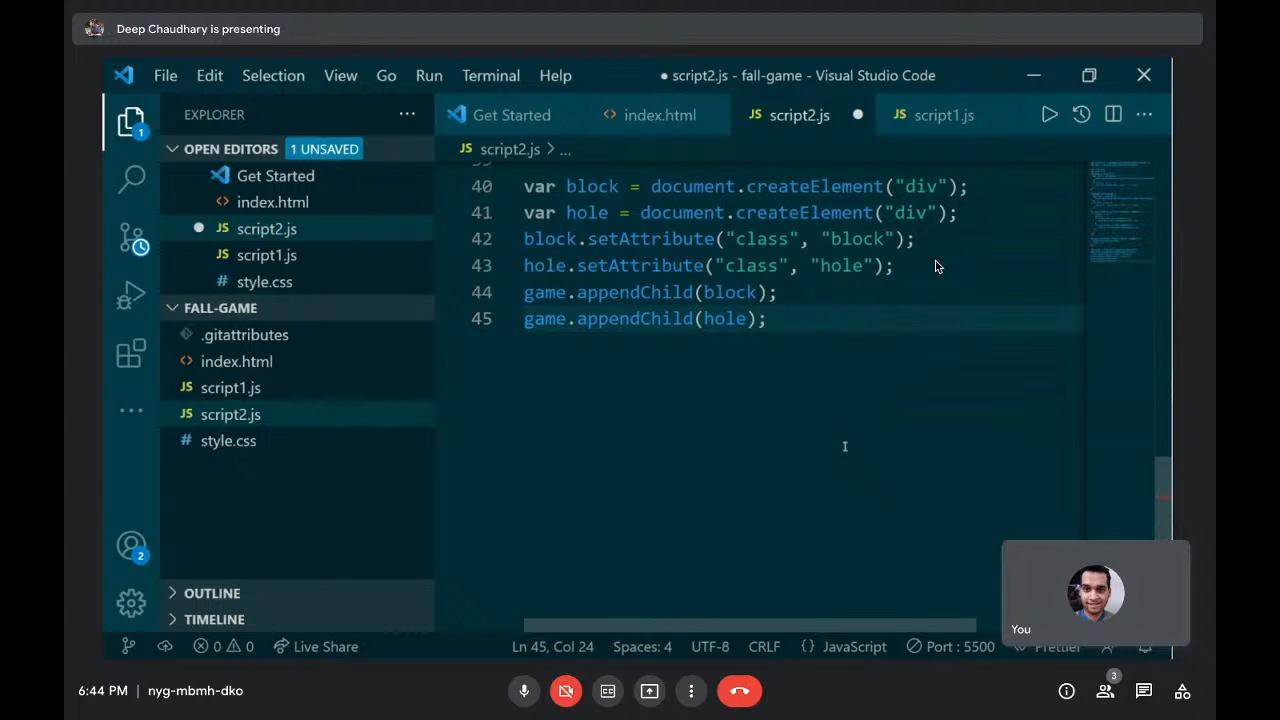 Deep Chaudhary is presenting
File Edit Selection View Go Run Terminal Help ● script2.js - fall-game - Visual Studio Code
EXPLORER ··· Get Started <> index.html JS script2.js ● JS script1.js ···
OPEN EDITORS 1 UNSAVED JS script2.js > ...
Get Started
<> index.html
● JS script2.js
JS script1.js
# style.css
FALL-GAME
.gitattributes
<> index.html
JS script1.js
JS script2.js
# style.css
OUTLINE
TIMELINE
1
2
40 var block = document.createElement("div");
41 var hole = document.createElement("div");
42 block.setAttribute("class", "block");
43 hole.setAttribute("class", "hole");
44 game.appendChild(block);
45 game.appendChild(hole);
You
0 0 Live Share Ln 45, Col 24 Spaces: 4 UTF-8 CRLF {} JavaScript Port : 5500 Prettier
6:44 PM | nyg-mbmh-dko
3